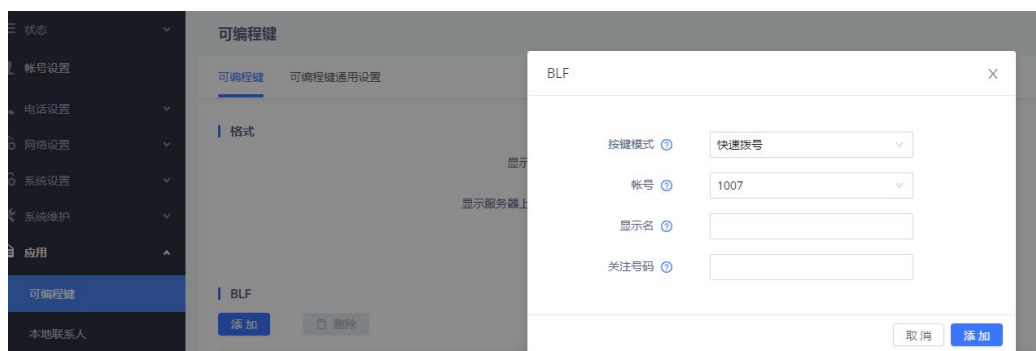 状态
帐号设置
电话设置
网络设置
系统设置
系统维护
应用
可编程键
本地联系人
可编程键
可编程键 可编程键通用设置
格式
显示
显示服务器上
BLF
添加 删除
BLF
按键模式 快速拨号
帐号 1007
显示名
关注号码
取消 添加